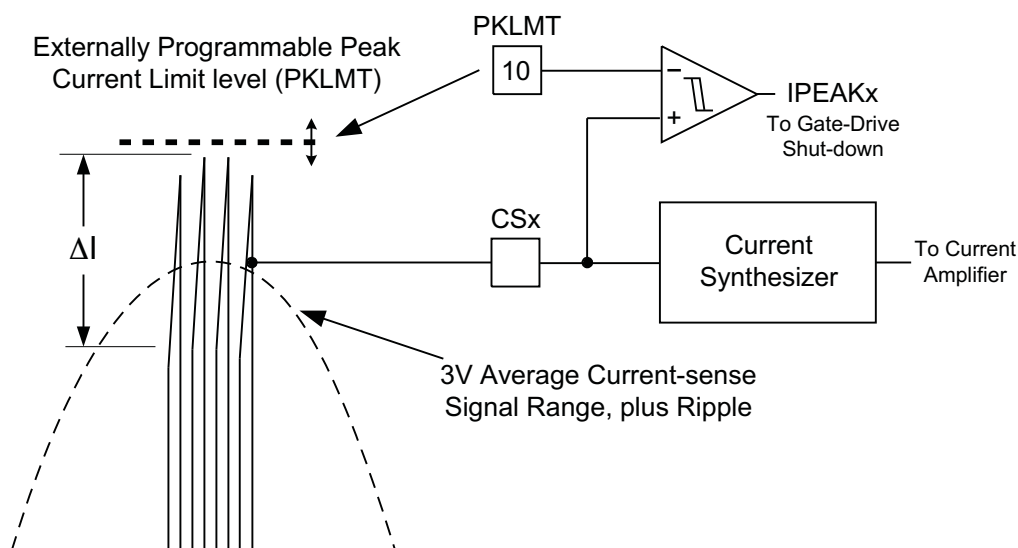 PKLMT
Externally Programmable Peak
Current Limit level (PKLMT)
10
−
+
IPEAKx
To Gate-Drive
Shut-down
ΔI
CSx
Current
Synthesizer
To Current
Amplifier
3V Average Current-sense
Signal Range, plus Ripple